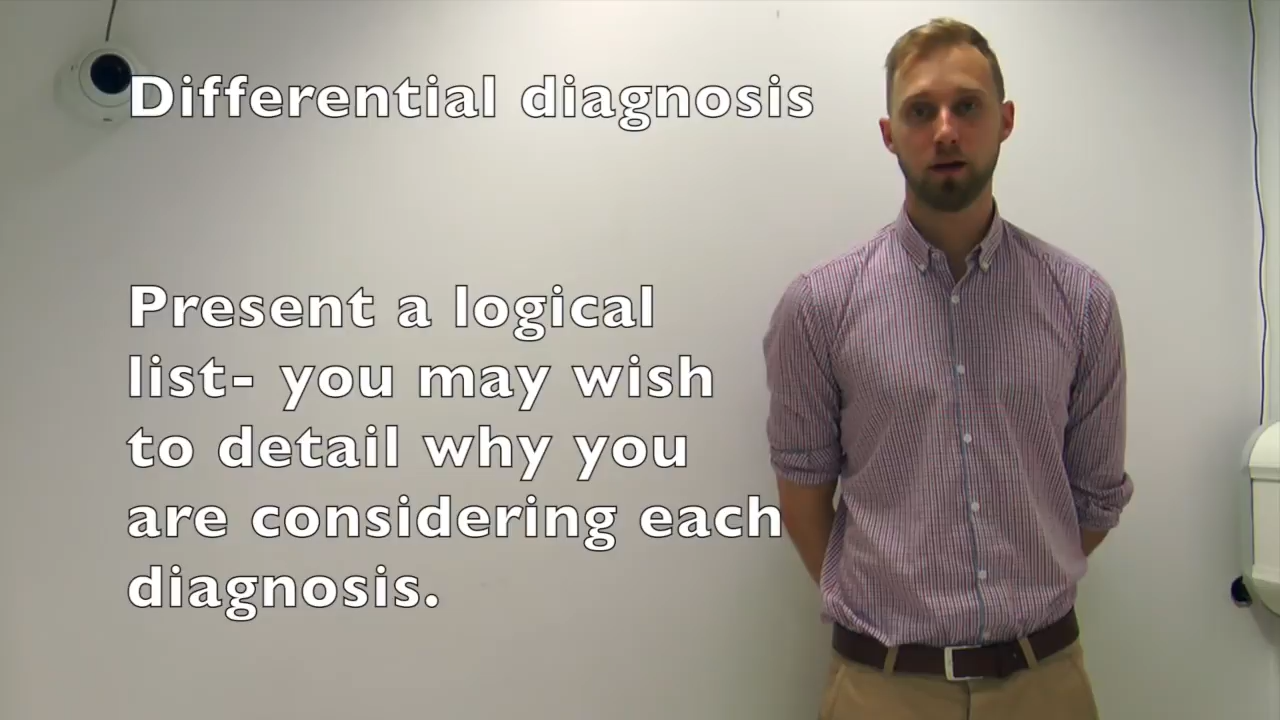 Differential diagnosis
Present a logical
list- you may wish
to detail why you
are considering each
diagnosis.